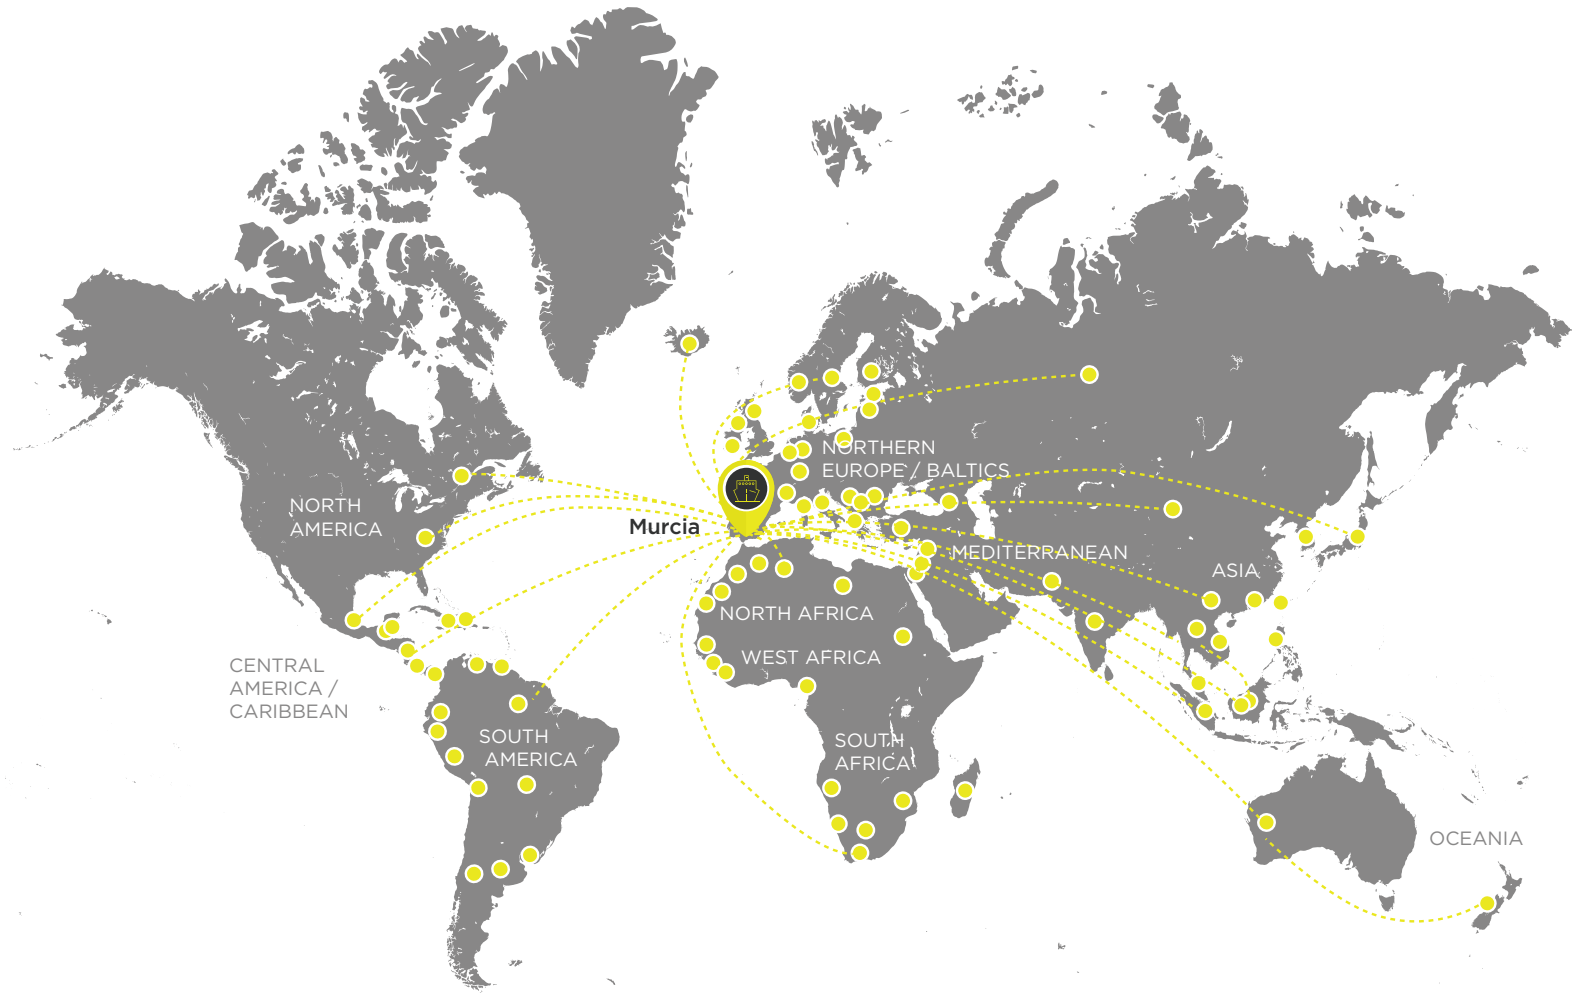 NORTHERN
EUROPE / BALTICS
NORTH
AMERICA
Murcia
MEDITERRANEAN
ASIA
NORTH AFRICA
WEST AFRICA
CENTRAL
AMERICA /
CARIBBEAN
SOUTH
AMERICA
SOUTH
AFRICA
OCEANIA